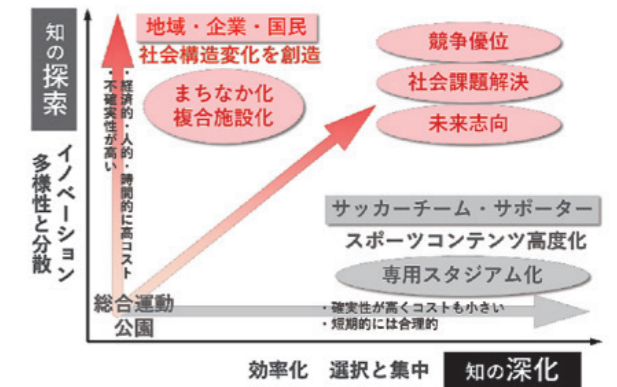 知の探索
イノベーション
多様性と分散
地域・企業・国民
社会構造変化を創造
まちなか化
複合施設化
・経済的・人的・時間的に高コスト
・不確実性が高い
競争優位
社会課題解決
未来志向
サッカーチーム・サポーター
スポーツコンテンツ高度化
専用スタジアム化
総合運動
公園
・確実性が高くコストも小さい
・短期的には合理的
効率化 選択と集中 知の深化